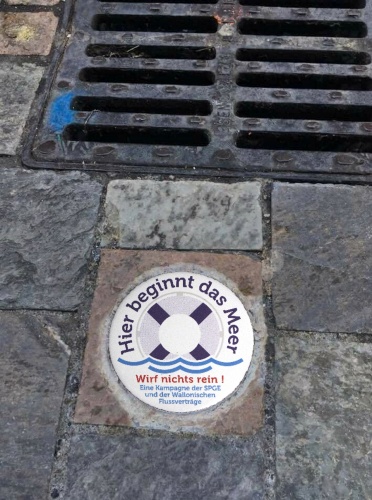 Hier beginnt das Meer
Wirf nichts rein !
Eine Kampagne der SPGE
und der Wallonischen
Flussverträge